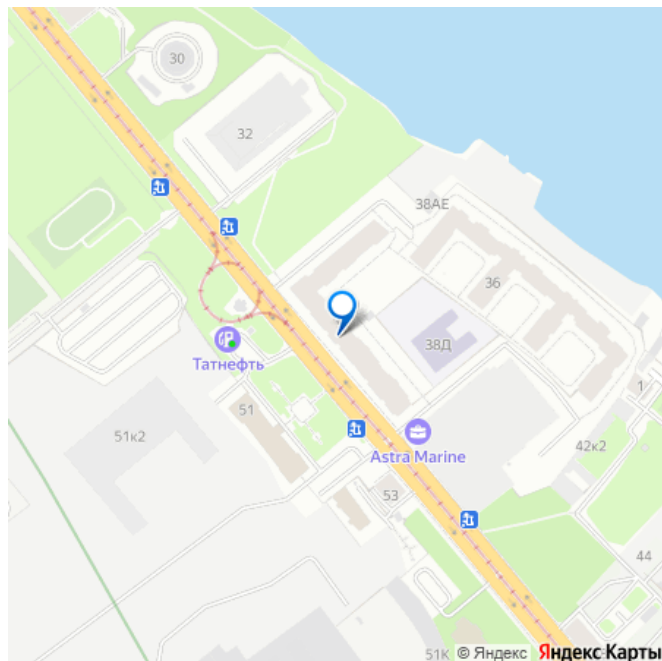 30
32
38АЕ
36
38Д
Татнефть
51
51к2
1
Astra Marine
42к2
53
44
51К
© Яндекс
Яндекс Карты